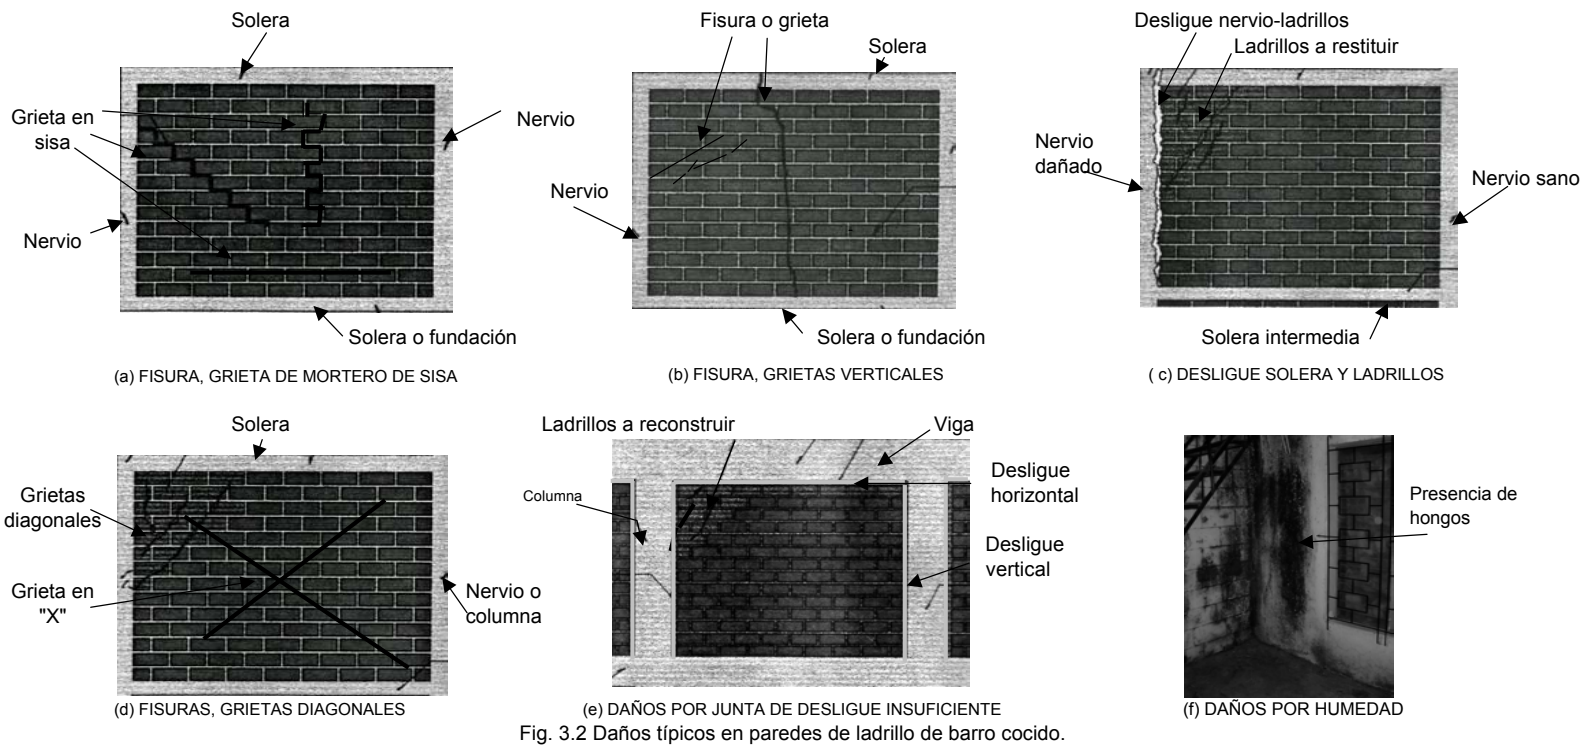 Solera
Grieta en
sisa
Nervio
Nervio
Solera o fundación
(a) FISURA, GRIETA DE MORTERO DE SISA
Fisura o grieta
Solera
Nervio
Solera o fundación
(b) FISURA, GRIETAS VERTICALES
Desligue nervio-ladrillos
Ladrillos a restituir
Nervio
dañado
Nervio sano
Solera intermedia
( c) DESLIGUE SOLERA Y LADRILLOS
Solera
Grietas
diagonales
Grieta en
"X"
Nervio o
columna
(d) FISURAS, GRIETAS DIAGONALES
Ladrillos a reconstruir
Viga
Columna
Desligue
horizontal
Desligue
vertical
(e) DAÑOS POR JUNTA DE DESLIGUE INSUFICIENTE
Presencia de
hongos
(f) DAÑOS POR HUMEDAD
Fig. 3.2 Daños típicos en paredes de ladrillo de barro cocido.